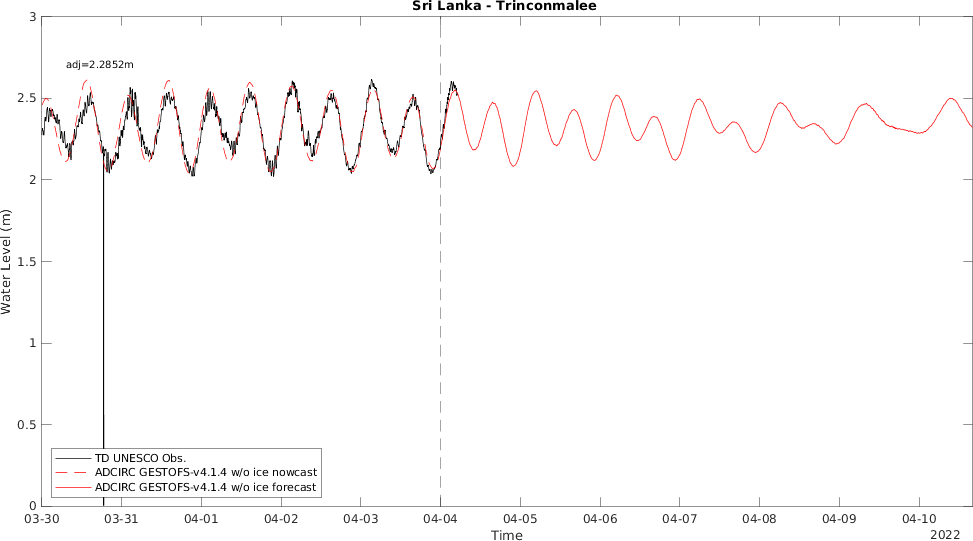 Sri Lanka - Trinconmalee
adj=2.2852m
3
2.5
2
1.5
1
0.5
0
Water Level (m)
TD UNESCO Obs.
ADCIRC GESTOFS-v4.1.4 w/o ice nowcast
ADCIRC GESTOFS-v4.1.4 w/o ice forecast
03-30 03-31 04-01 04-02 04-03 04-04 04-05 04-06 04-07 04-08 04-09 04-10
Time
2022